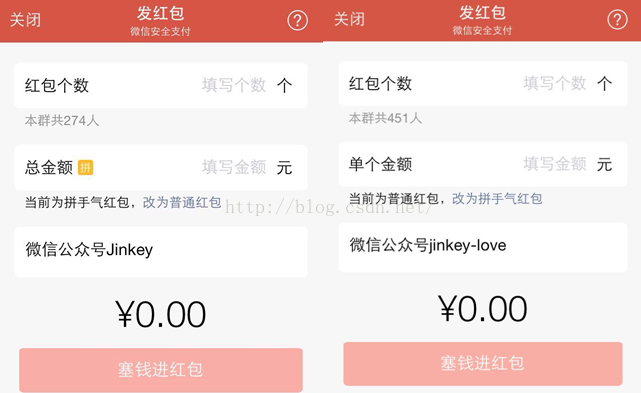 关闭
发红包
微信安全支付
?
红包个数 填写个数 个
本群共274人
总金额 拼 填写金额 元
当前为拼手气红包，改为普通红包
微信公众号Jinkey
¥0.00
塞钱进红包
关闭
发红包
微信安全支付
?
红包个数 填写个数 个
本群共451人
单个金额 填写金额 元
当前为普通红包，改为拼手气红包
微信公众号jinkey-love
¥0.00
塞钱进红包
http://blog.csdn.net/